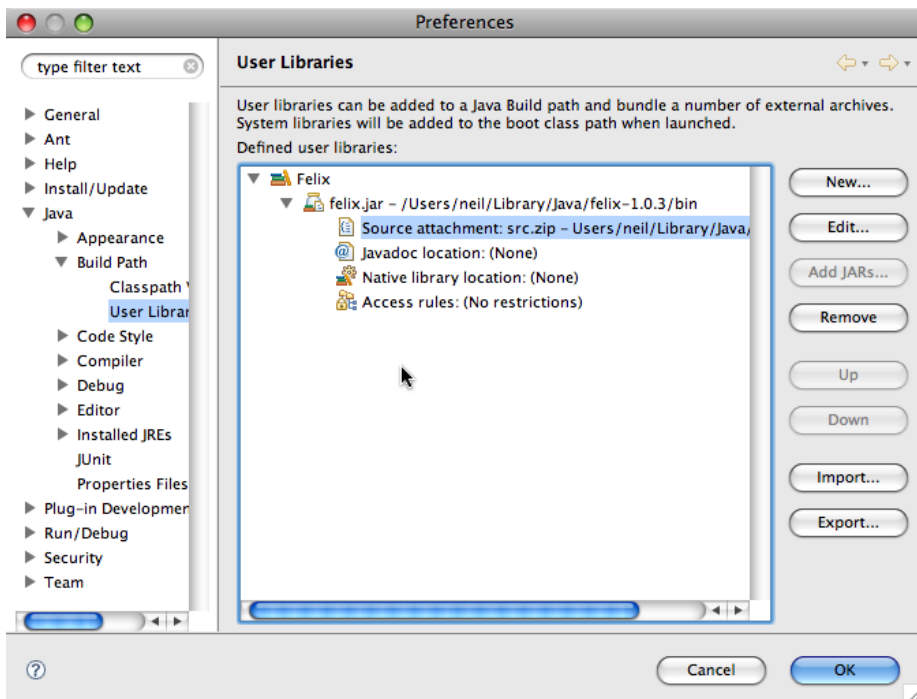 Preferences
type filter text
General
Ant
Help
Install/Update
Java
Appearance
Build Path
Classpath
User Librar
Code Style
Compiler
Debug
Editor
Installed JREs
JUnit
Properties Files
Plug-in Developmen
Run/Debug
Security
Team
User Libraries
User libraries can be added to a Java Build path and bundle a number of external archives.
System libraries will be added to the boot class path when launched.
Defined user libraries:
Felix
felix.jar – /Users/neil/Library/Java/felix-1.0.3/bin
Source attachment: src.zip – Users/neil/Library/Java/
Javadoc location: (None)
Native library location: (None)
Access rules: (No restrictions)
New...
Edit...
Add JARs...
Remove
Up
Down
Import...
Export...
?
Cancel
OK